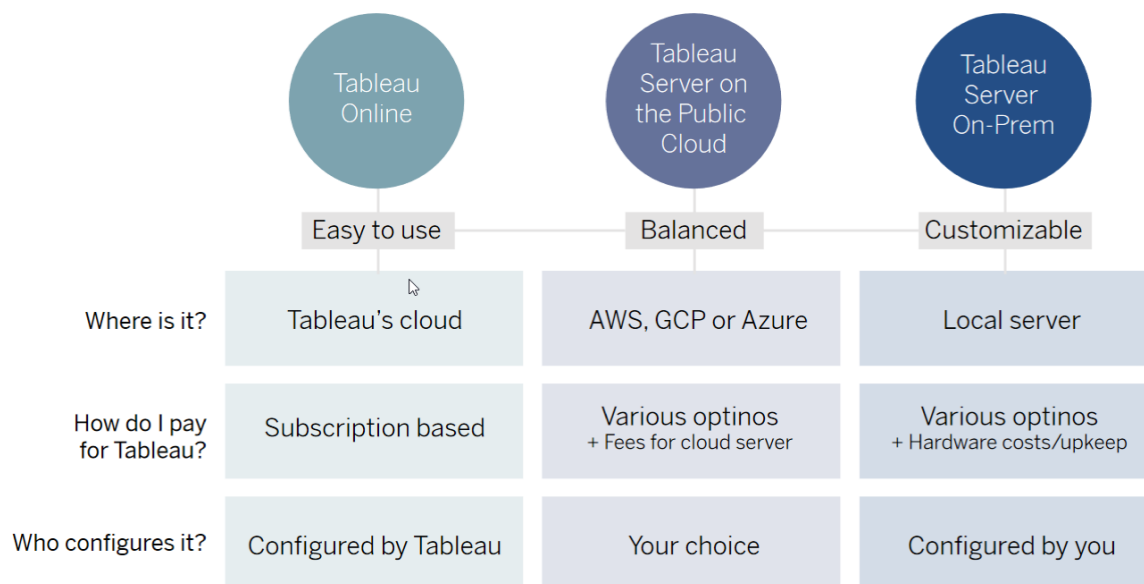 Tableau
Online
Tableau
Server on
the Public
Cloud
Tableau
Server
On-Prem
Easy to use
Balanced
Customizable
Where is it?
Tableau's cloud
AWS, GCP or Azure
Local server
How do I pay
for Tableau?
Subscription based
Various optinos
+ Fees for cloud server
Various optinos
+ Hardware costs/upkeep
Who configures it?
Configured by Tableau
Your choice
Configured by you